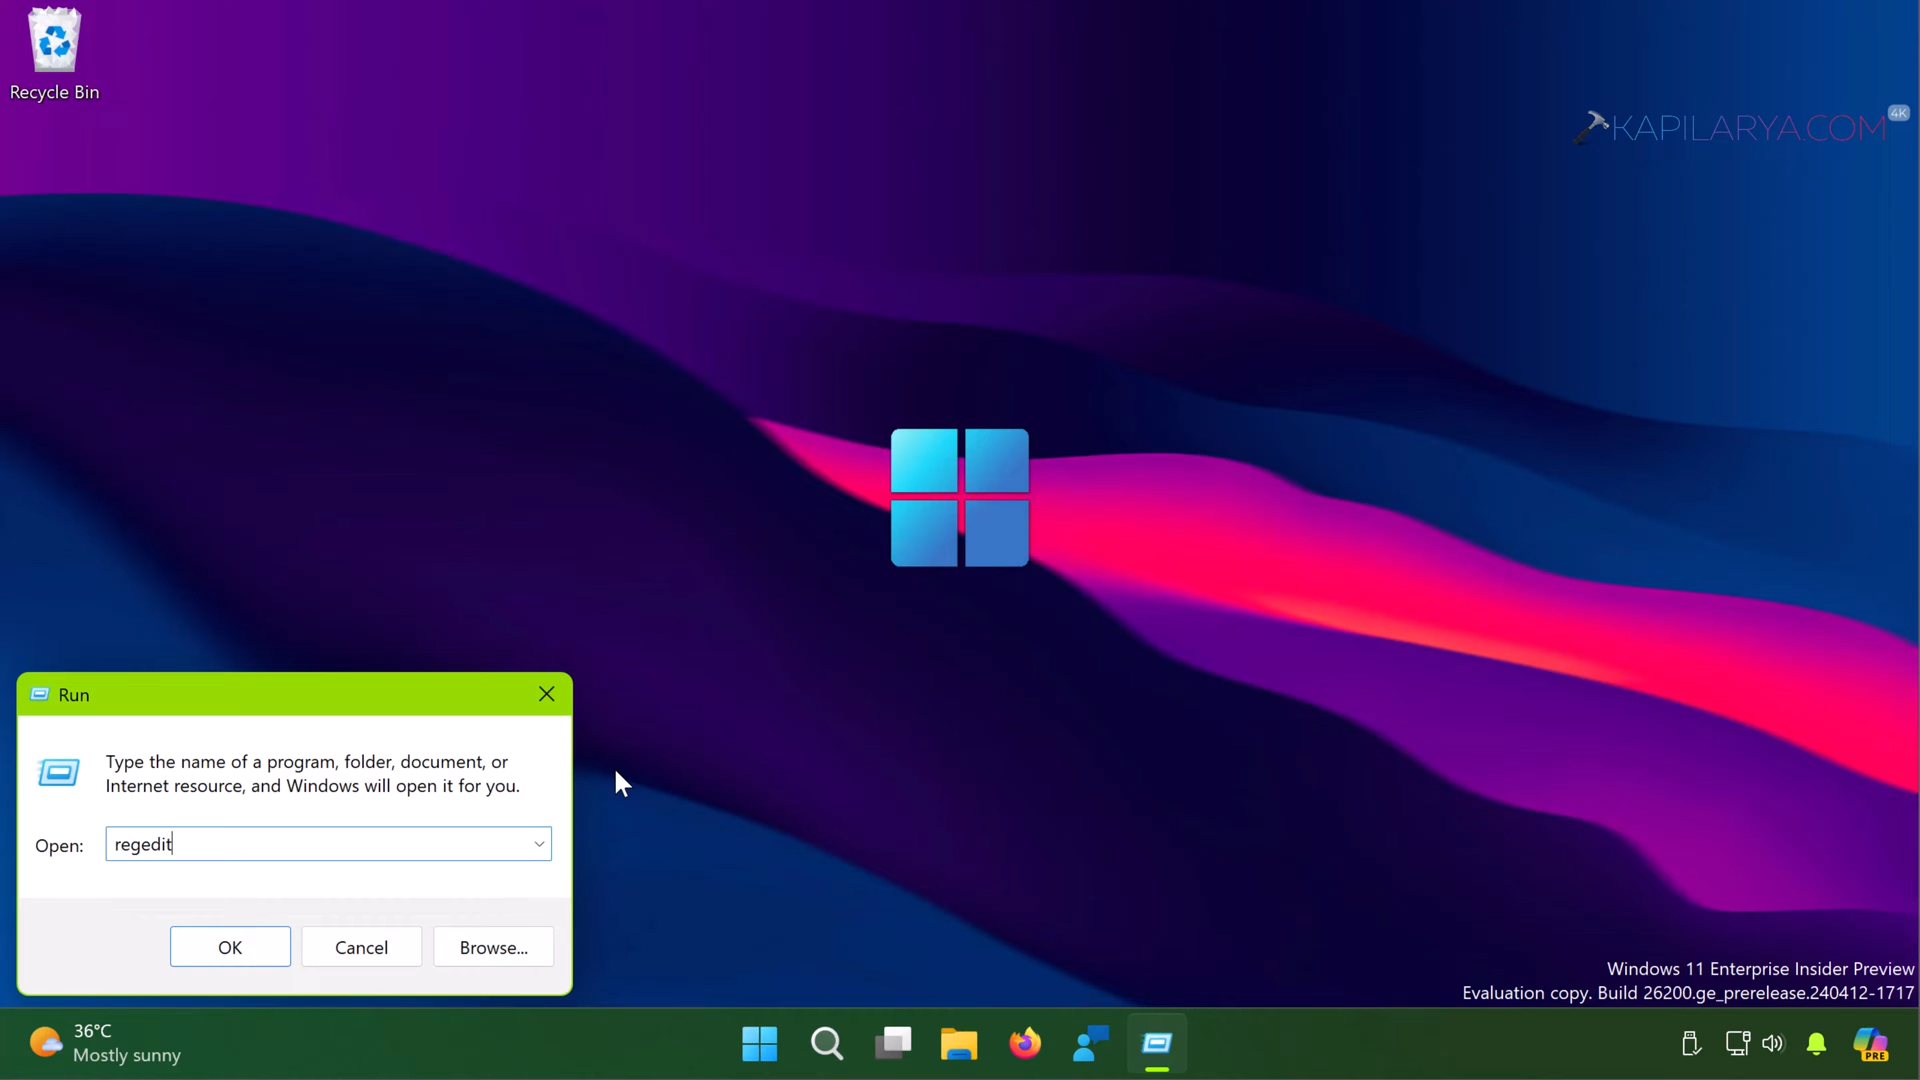 Recycle Bin
KAPILARYA.COM
4K
Run
Type the name of a program, folder, document, or
Internet resource, and Windows will open it for you.
Open:
regedit
OK
Cancel
Browse...
Windows 11 Enterprise Insider Preview
Evaluation copy. Build 26200.ge_prerelease.240412-1717
36°C
Mostly sunny
PRE